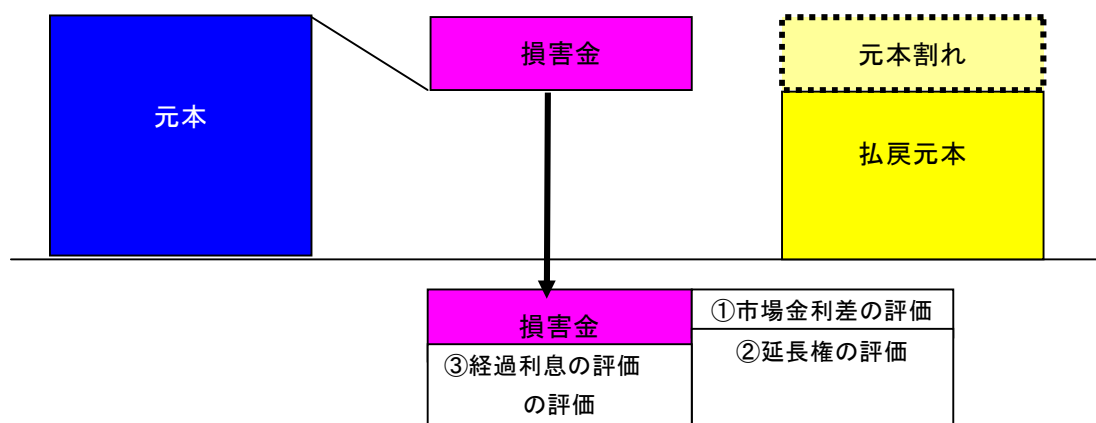 損害金
元本割れ
元本
払戻元本
損害金
①市場金利差の評価
②延長権の評価
③経過利息の評価
の評価